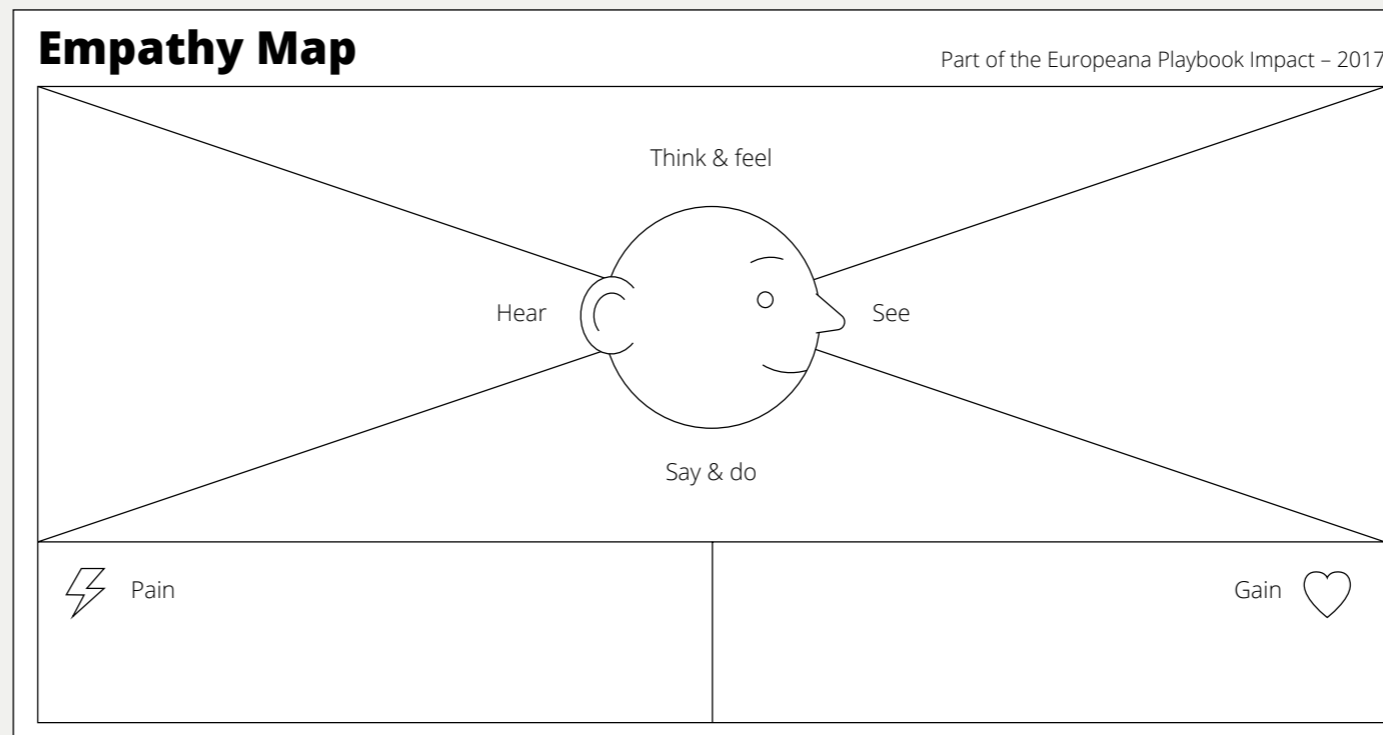 Empathy Map
Part of the Europeana Playbook Impact – 2017
Think & feel
Hear
See
Say & do
Pain
Gain